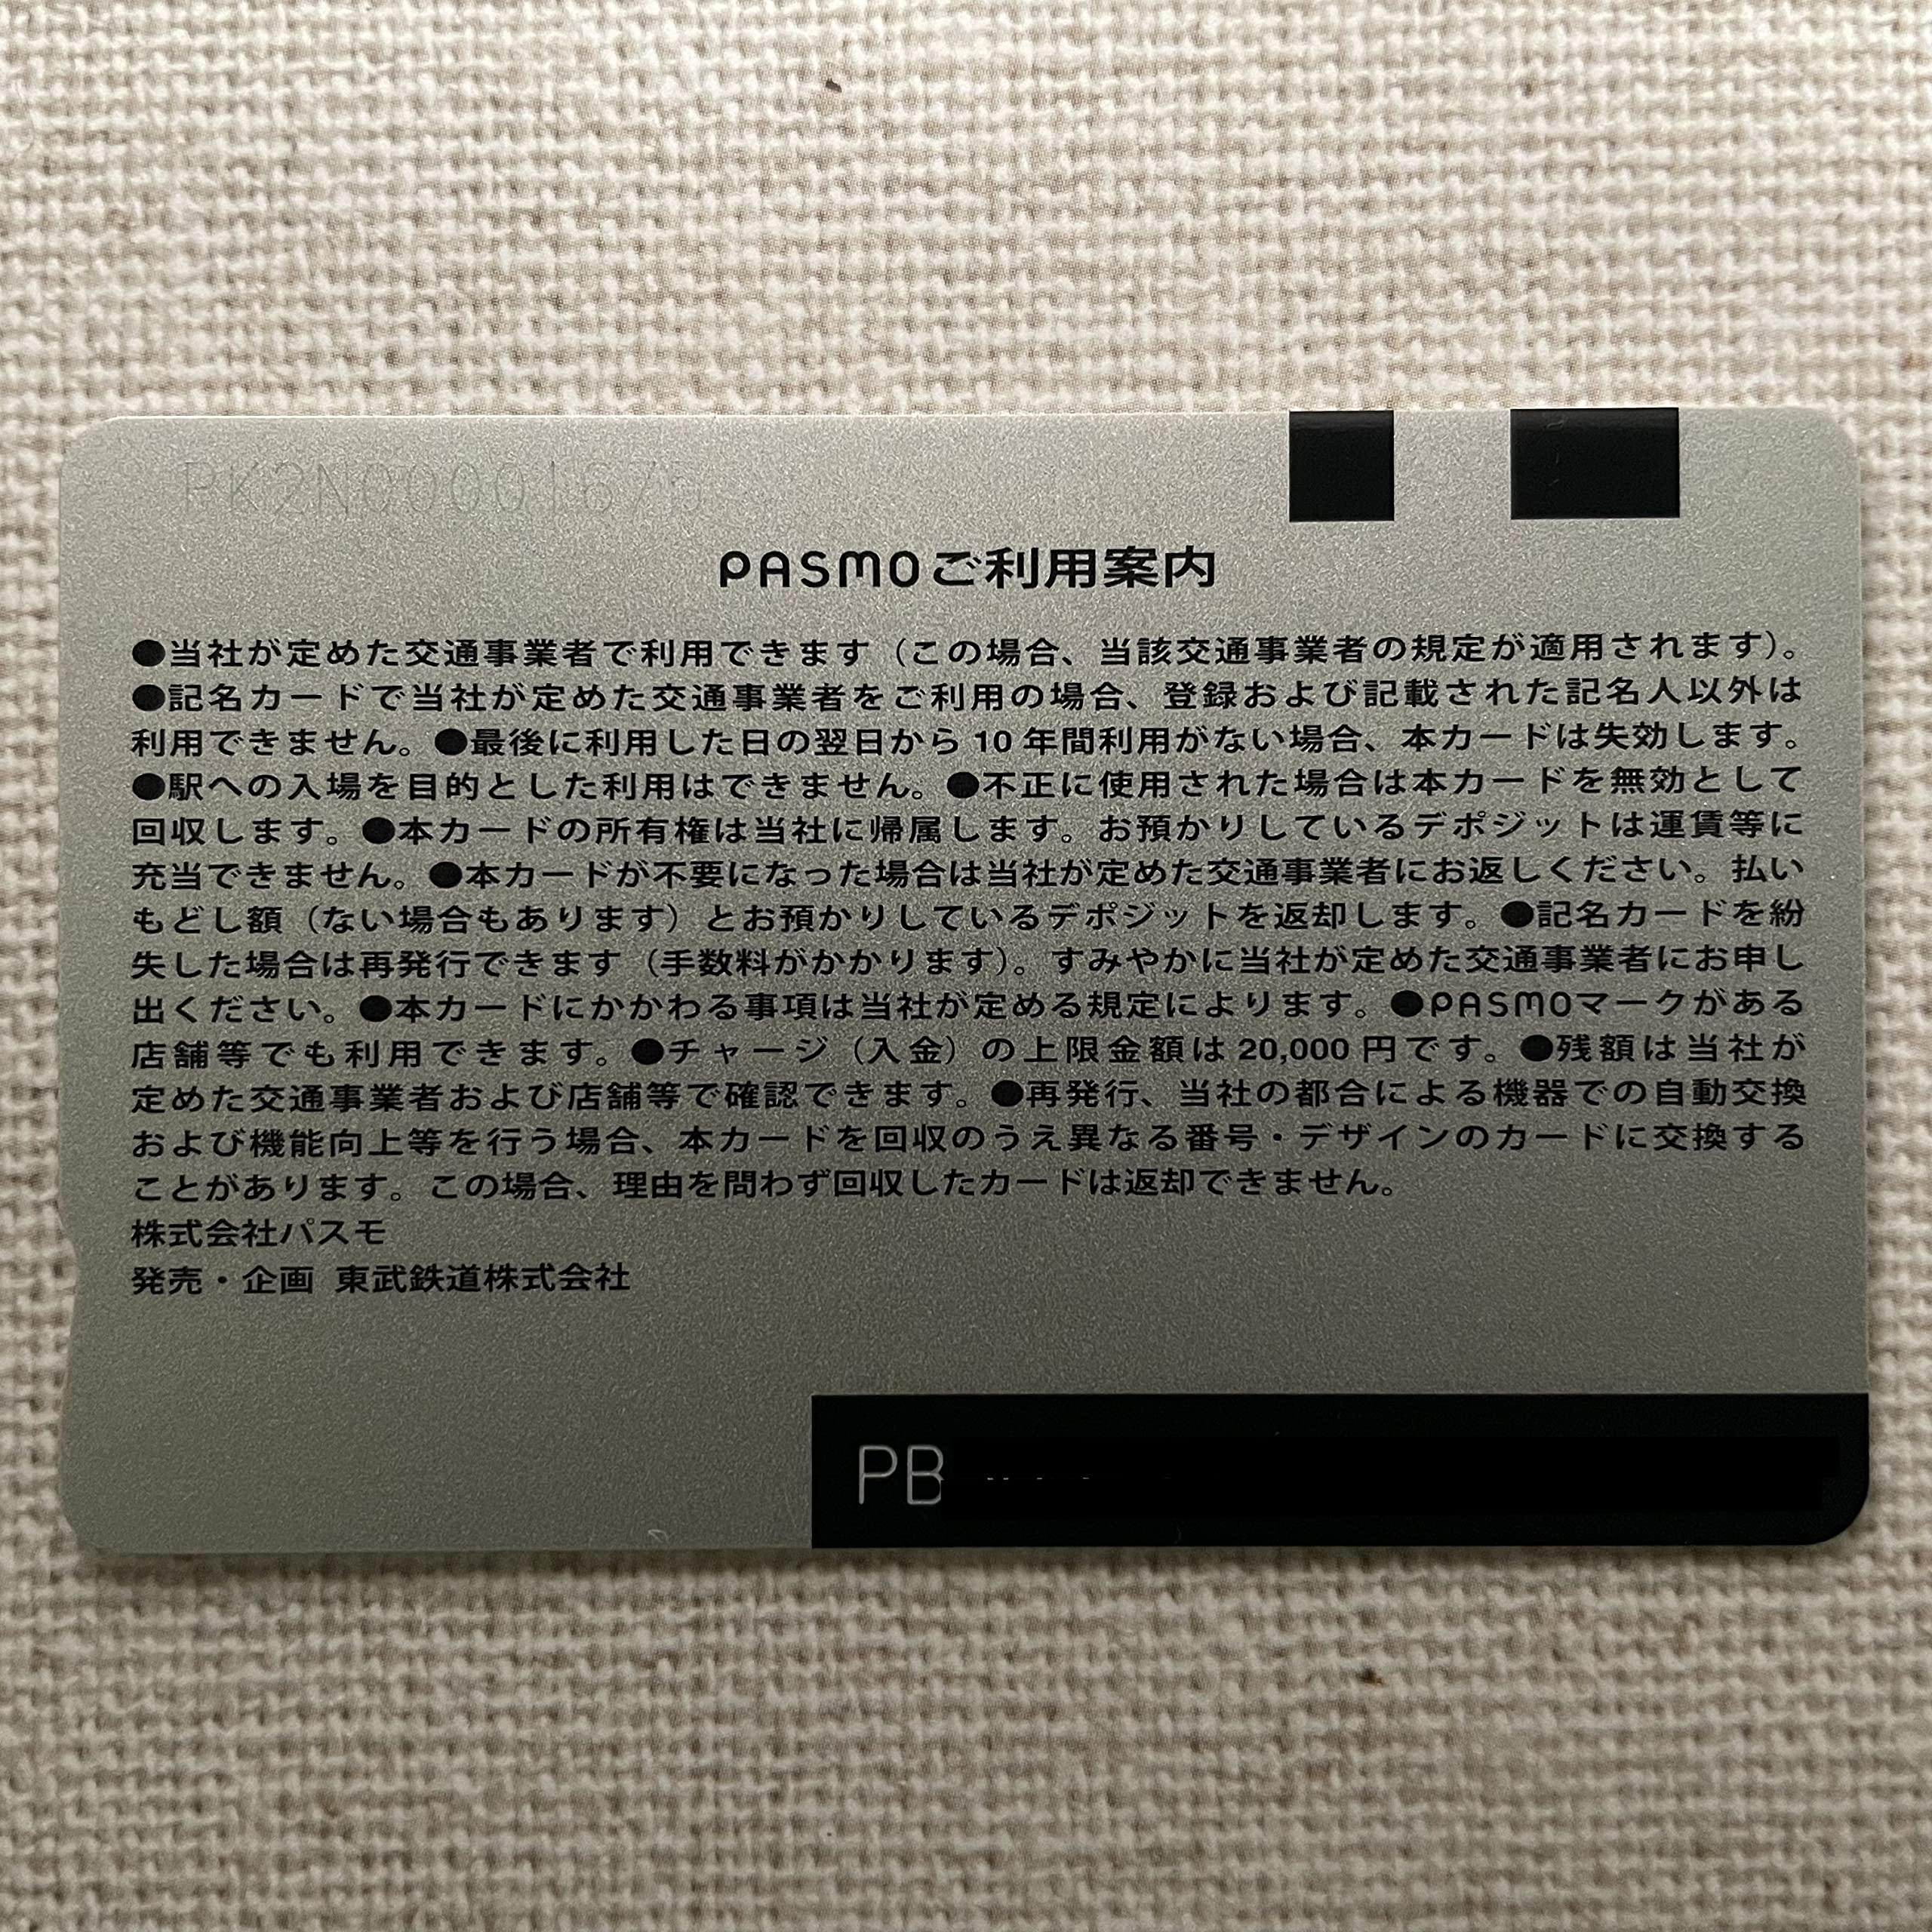 PK2N00001675
PASMOご利用案内
●当社が定めた交通事業者で利用できます（この場合、当該交通事業者の規定が適用されます）。
●記名カードで当社が定めた交通事業者をご利用の場合、登録および記載された記名人以外は
利用できません。●最後に利用した日の翌日から10年間利用がない場合、本カードは失効します。
●駅への入場を目的とした利用はできません。●不正に使用された場合は本カードを無効として
回収します。●本カードの所有権は当社に帰属します。お預かりしているデポジットは運賃等に
充当できません。●本カードが不要になった場合は当社が定めた交通事業者にお返しください。払い
もどし額（ない場合もあります）とお預かりしているデポジットを返却します。●記名カードを紛
失した場合は再発行できます（手数料がかかります）。すみやかに当社が定めた交通事業者にお申し
出ください。●本カードにかかわる事項は当社が定める規定によります。●PASMOマークがある
店舗等でも利用できます。●チャージ（入金）の上限金額は20,000円です。●残額は当社が
定めた交通事業者および店舗等で確認できます。●再発行、当社の都合による機器での自動交換
および機能向上等を行う場合、本カードを回収のうえ異なる番号・デザインのカードに交換する
ことがあります。この場合、理由を問わず回収したカードは返却できません。
株式会社パスモ
発売・企画 東武鉄道株式会社
PB